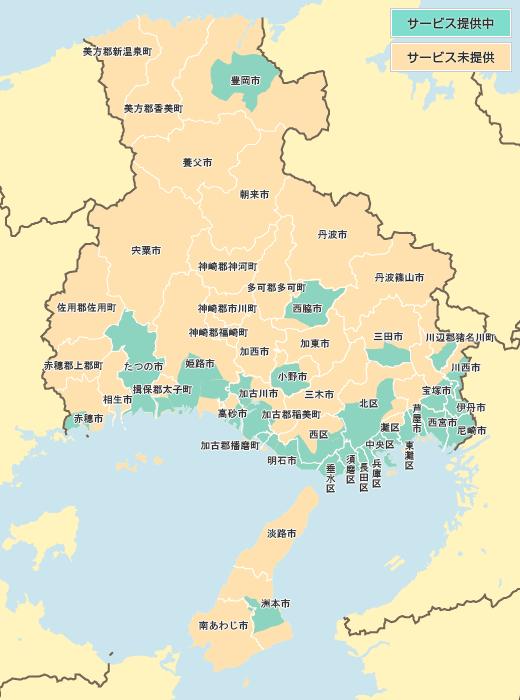 サービス提供中
サービス未提供
美方郡新温泉町
豊岡市
美方郡香美町
養父市
朝来市
丹波市
宍粟市
神崎郡神河町
丹波篠山市
多可郡多可町
佐用郡佐用町
神崎郡市川町
西脇市
神崎郡福崎町
三田市
川辺郡猪名川町
加東市
加西市
赤穂郡上郡町
たつの市
姫路市
川西市
小野市
揖保郡太子町
宝塚市
加古川市
三木市
相生市
北区
伊丹市
高砂市
加古郡稲美町
芦屋市
赤穂市
西宮市
灘区
尼崎市
西区
加古郡播磨町
中央区
東灘区
明石市
須磨区
兵庫区
長田区
垂水区
淡路市
洲本市
南あわじ市